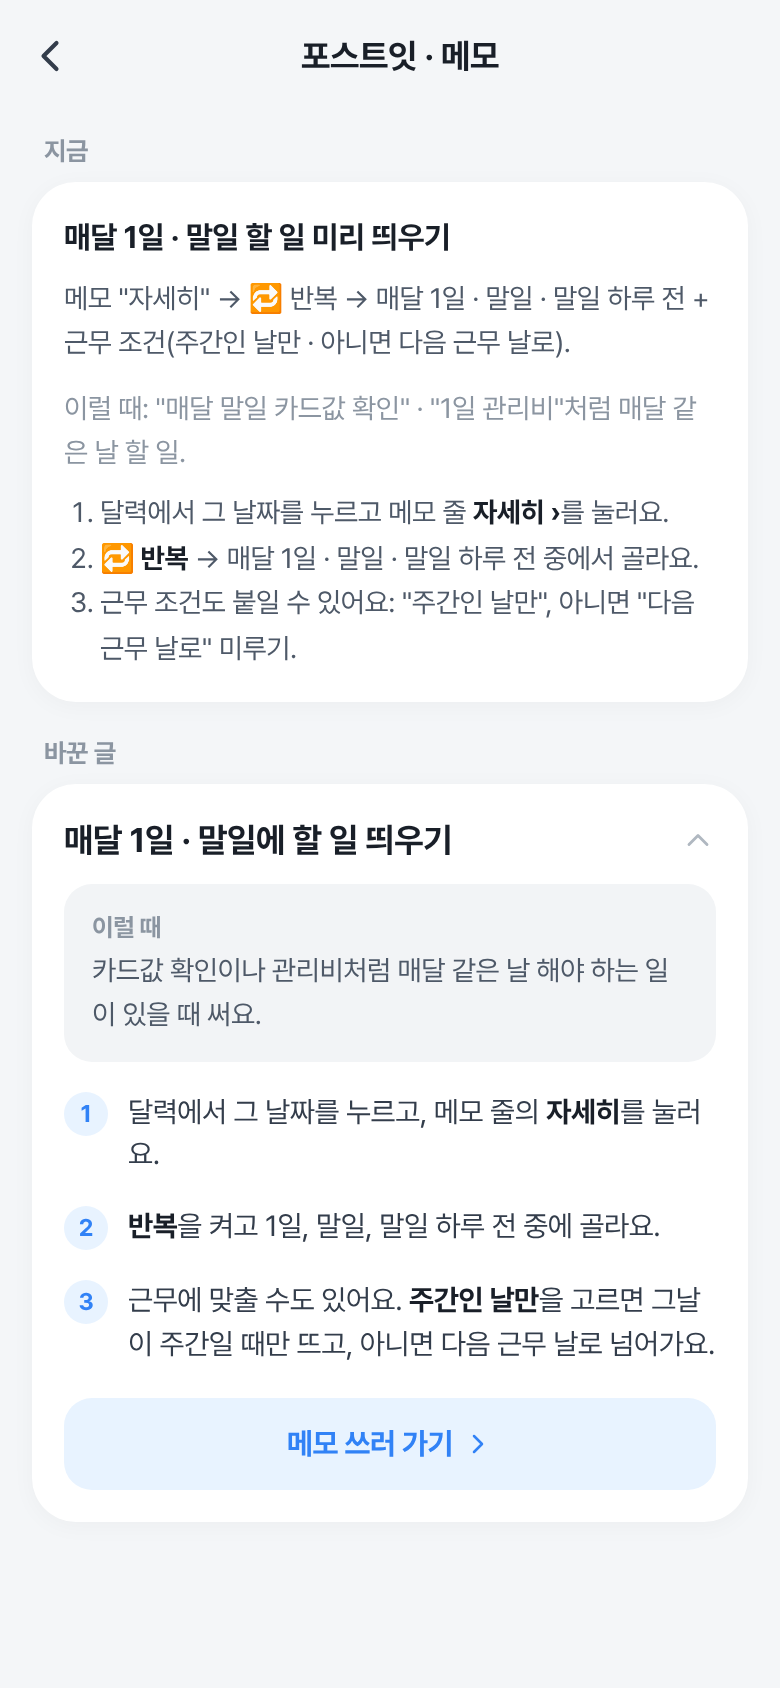 포스트잇 · 메모
지금
매달 1일 · 말일 할 일 미리 띄우기
메모 "자세히" → 🔁 반복 → 매달 1일 · 말일 · 말일 하루 전 +
근무 조건(주간인 날만 · 아니면 다음 근무 날로).
이럴 때: "매달 말일 카드값 확인" · "1일 관리비"처럼 매달 같
은 날 할 일.
1. 달력에서 그 날짜를 누르고 메모 줄 자세히 ›를 눌러요.
2. 🔁 반복 → 매달 1일 · 말일 · 말일 하루 전 중에서 골라요.
3. 근무 조건도 붙일 수 있어요: "주간인 날만", 아니면 "다음
근무 날로" 미루기.
바꾼 글
매달 1일 · 말일에 할 일 띄우기
이럴 때
카드값 확인이나 관리비처럼 매달 같은 날 해야 하는 일
이 있을 때 써요.
1 달력에서 그 날짜를 누르고, 메모 줄의 자세히를 눌러
요.
2 반복을 켜고 1일, 말일, 말일 하루 전 중에 골라요.
3 근무에 맞출 수도 있어요. 주간인 날만을 고르면 그날
이 주간일 때만 뜨고, 아니면 다음 근무 날로 넘어가요.
메모 쓰러 가기